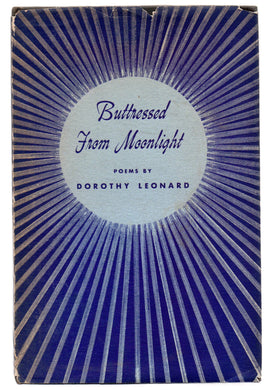 Buttressed
From Moonlight
POEMS BY
DOROTHY LEONARD